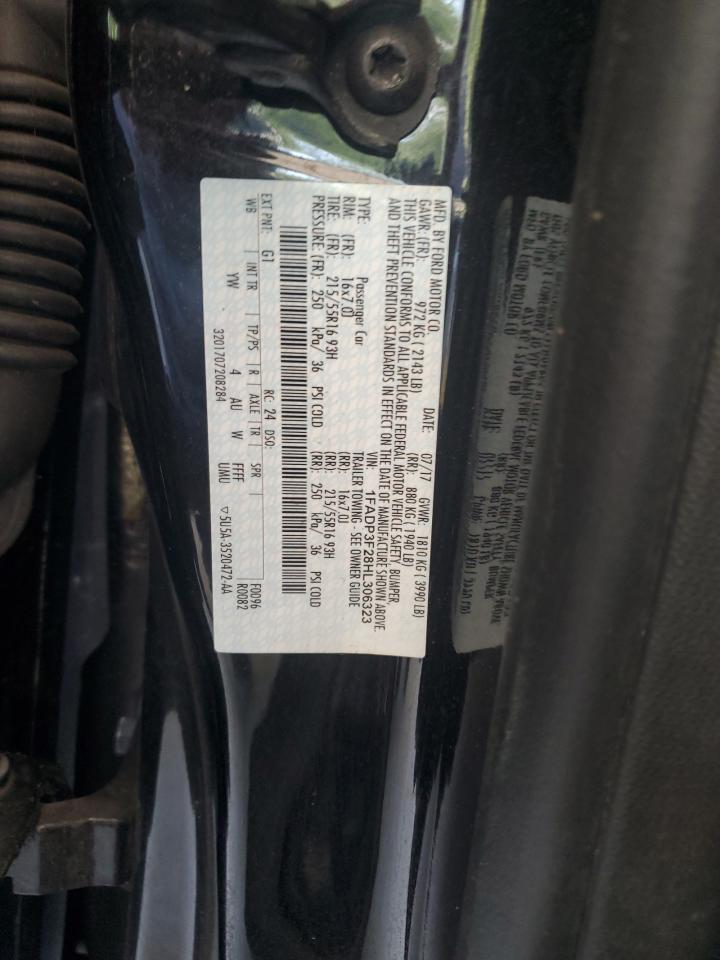 MFD. BY FORD MOTOR CO. DATE: 07/17 GVWR: 1810 KG ( 3990 LB)
GAWR: (FR): 972 KG ( 2143 LB) (RR): 880 KG ( 1940 LB)
THIS VEHICLE CONFORMS TO ALL APPLICABLE FEDERAL MOTOR VEHICLE SAFETY, BUMPER,
AND THEFT PREVENTION STANDARDS IN EFFECT ON THE DATE OF MANUFACTURE SHOWN ABOVE.
VIN: 1FADP3F28HL306323
TYPE: Passenger Car TRAILER TOWING - SEE OWNER GUIDE
RIM: (FR): 16x7.0J (RR): 16x7.0J
TIRE: (FR): 215/55R16 93H (RR): 215/55R16 93H
PRESSURE: (FR): 250 kPa/ 36 PSI COLD (RR): 250 kPa/ 36 PSI COLD
EXT PNT: G1 RC: 24 DSO: F0096
R0082
WB INT TR TP/PS R AXLE TR SPR
YW 4 AU W FFFF UMU ▽5U5A-3520472-AA
3201707208284